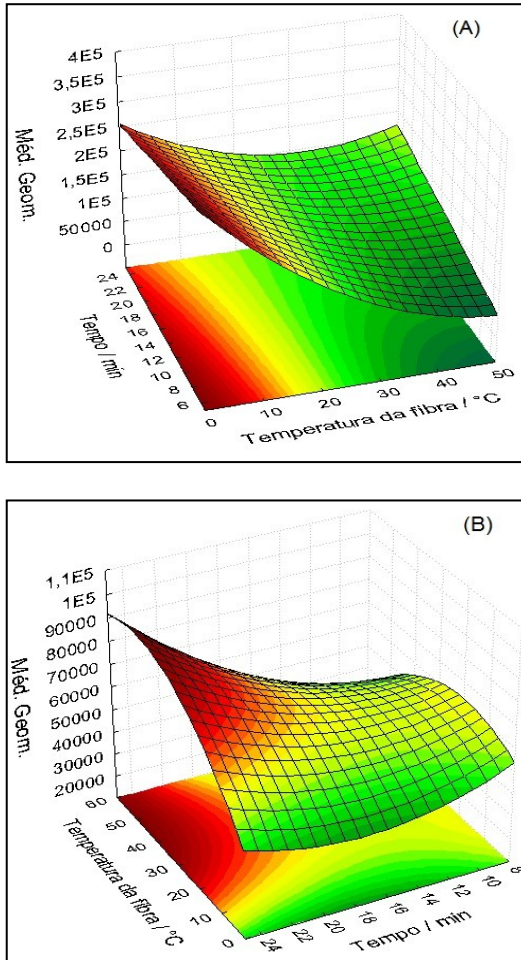 (A)
4E5
3,5E5
3E5
2,5E5
2E5
1,5E5
1E5
50000
0
Méd. Geom.
24
22
20
18
16
14
12
10
8
6
Tempo / min
0
10
20
30
40
50
Temperatura da fibra / °C
(B)
1,1E5
1E5
90000
80000
70000
60000
50000
40000
30000
20000
Méd. Geom.
60
50
40
30
20
10
0
Temperatura da fibra / °C
24
22
20
18
16
14
12
10
8
Tempo / min